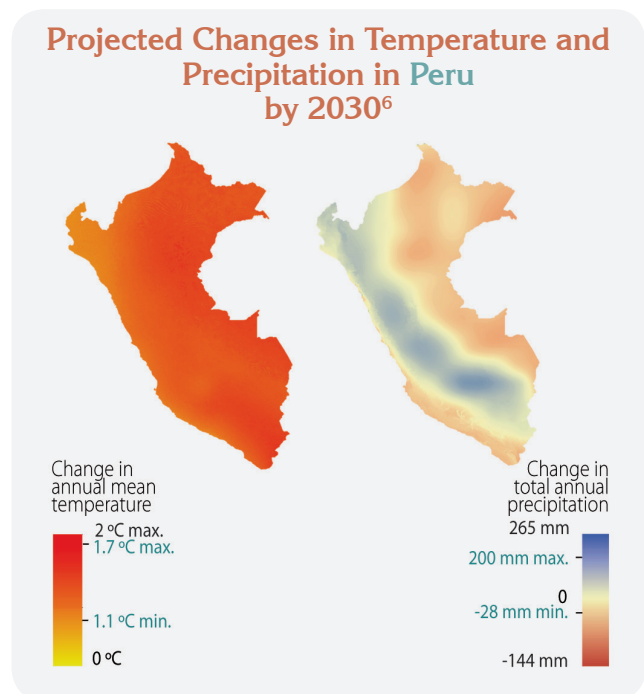 Projected Changes in Temperature and
Precipitation in Peru
by 2030⁶
Change in
annual mean
temperature
2 ºC max.
1.7 ºC max.
1.1 ºC min.
0 ºC
Change in
total annual
precipitation
265 mm
200 mm max.
0
-28 mm min.
-144 mm